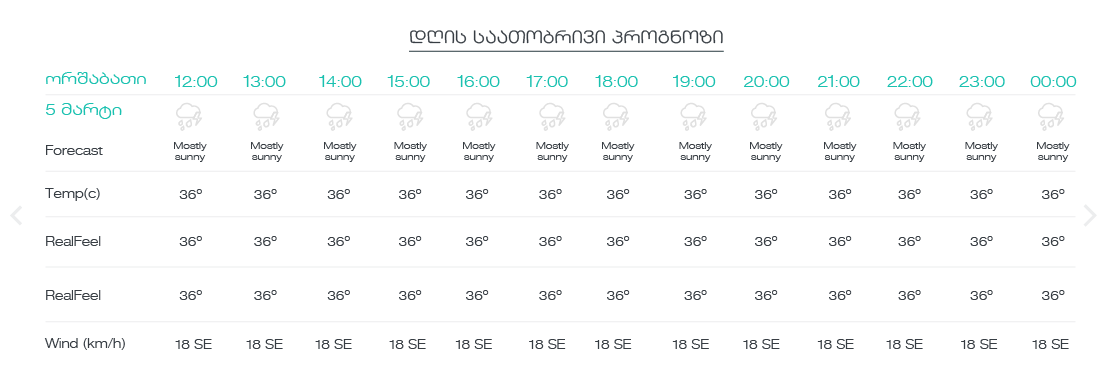 დღის საათობრივი პროგნოზი
ორშაბათი 12:00 13:00 14:00 15:00 16:00 17:00 18:00 19:00 20:00 21:00 22:00 23:00 00:00
5 მარტი
Forecast Mostly sunny Mostly sunny Mostly sunny Mostly sunny Mostly sunny Mostly sunny Mostly sunny Mostly sunny Mostly sunny Mostly sunny Mostly sunny Mostly sunny Mostly sunny
Temp(c) 36° 36° 36° 36° 36° 36° 36° 36° 36° 36° 36° 36° 36°
RealFeel 36° 36° 36° 36° 36° 36° 36° 36° 36° 36° 36° 36° 36°
RealFeel 36° 36° 36° 36° 36° 36° 36° 36° 36° 36° 36° 36° 36°
Wind (km/h) 18 SE 18 SE 18 SE 18 SE 18 SE 18 SE 18 SE 18 SE 18 SE 18 SE 18 SE 18 SE 18 SE